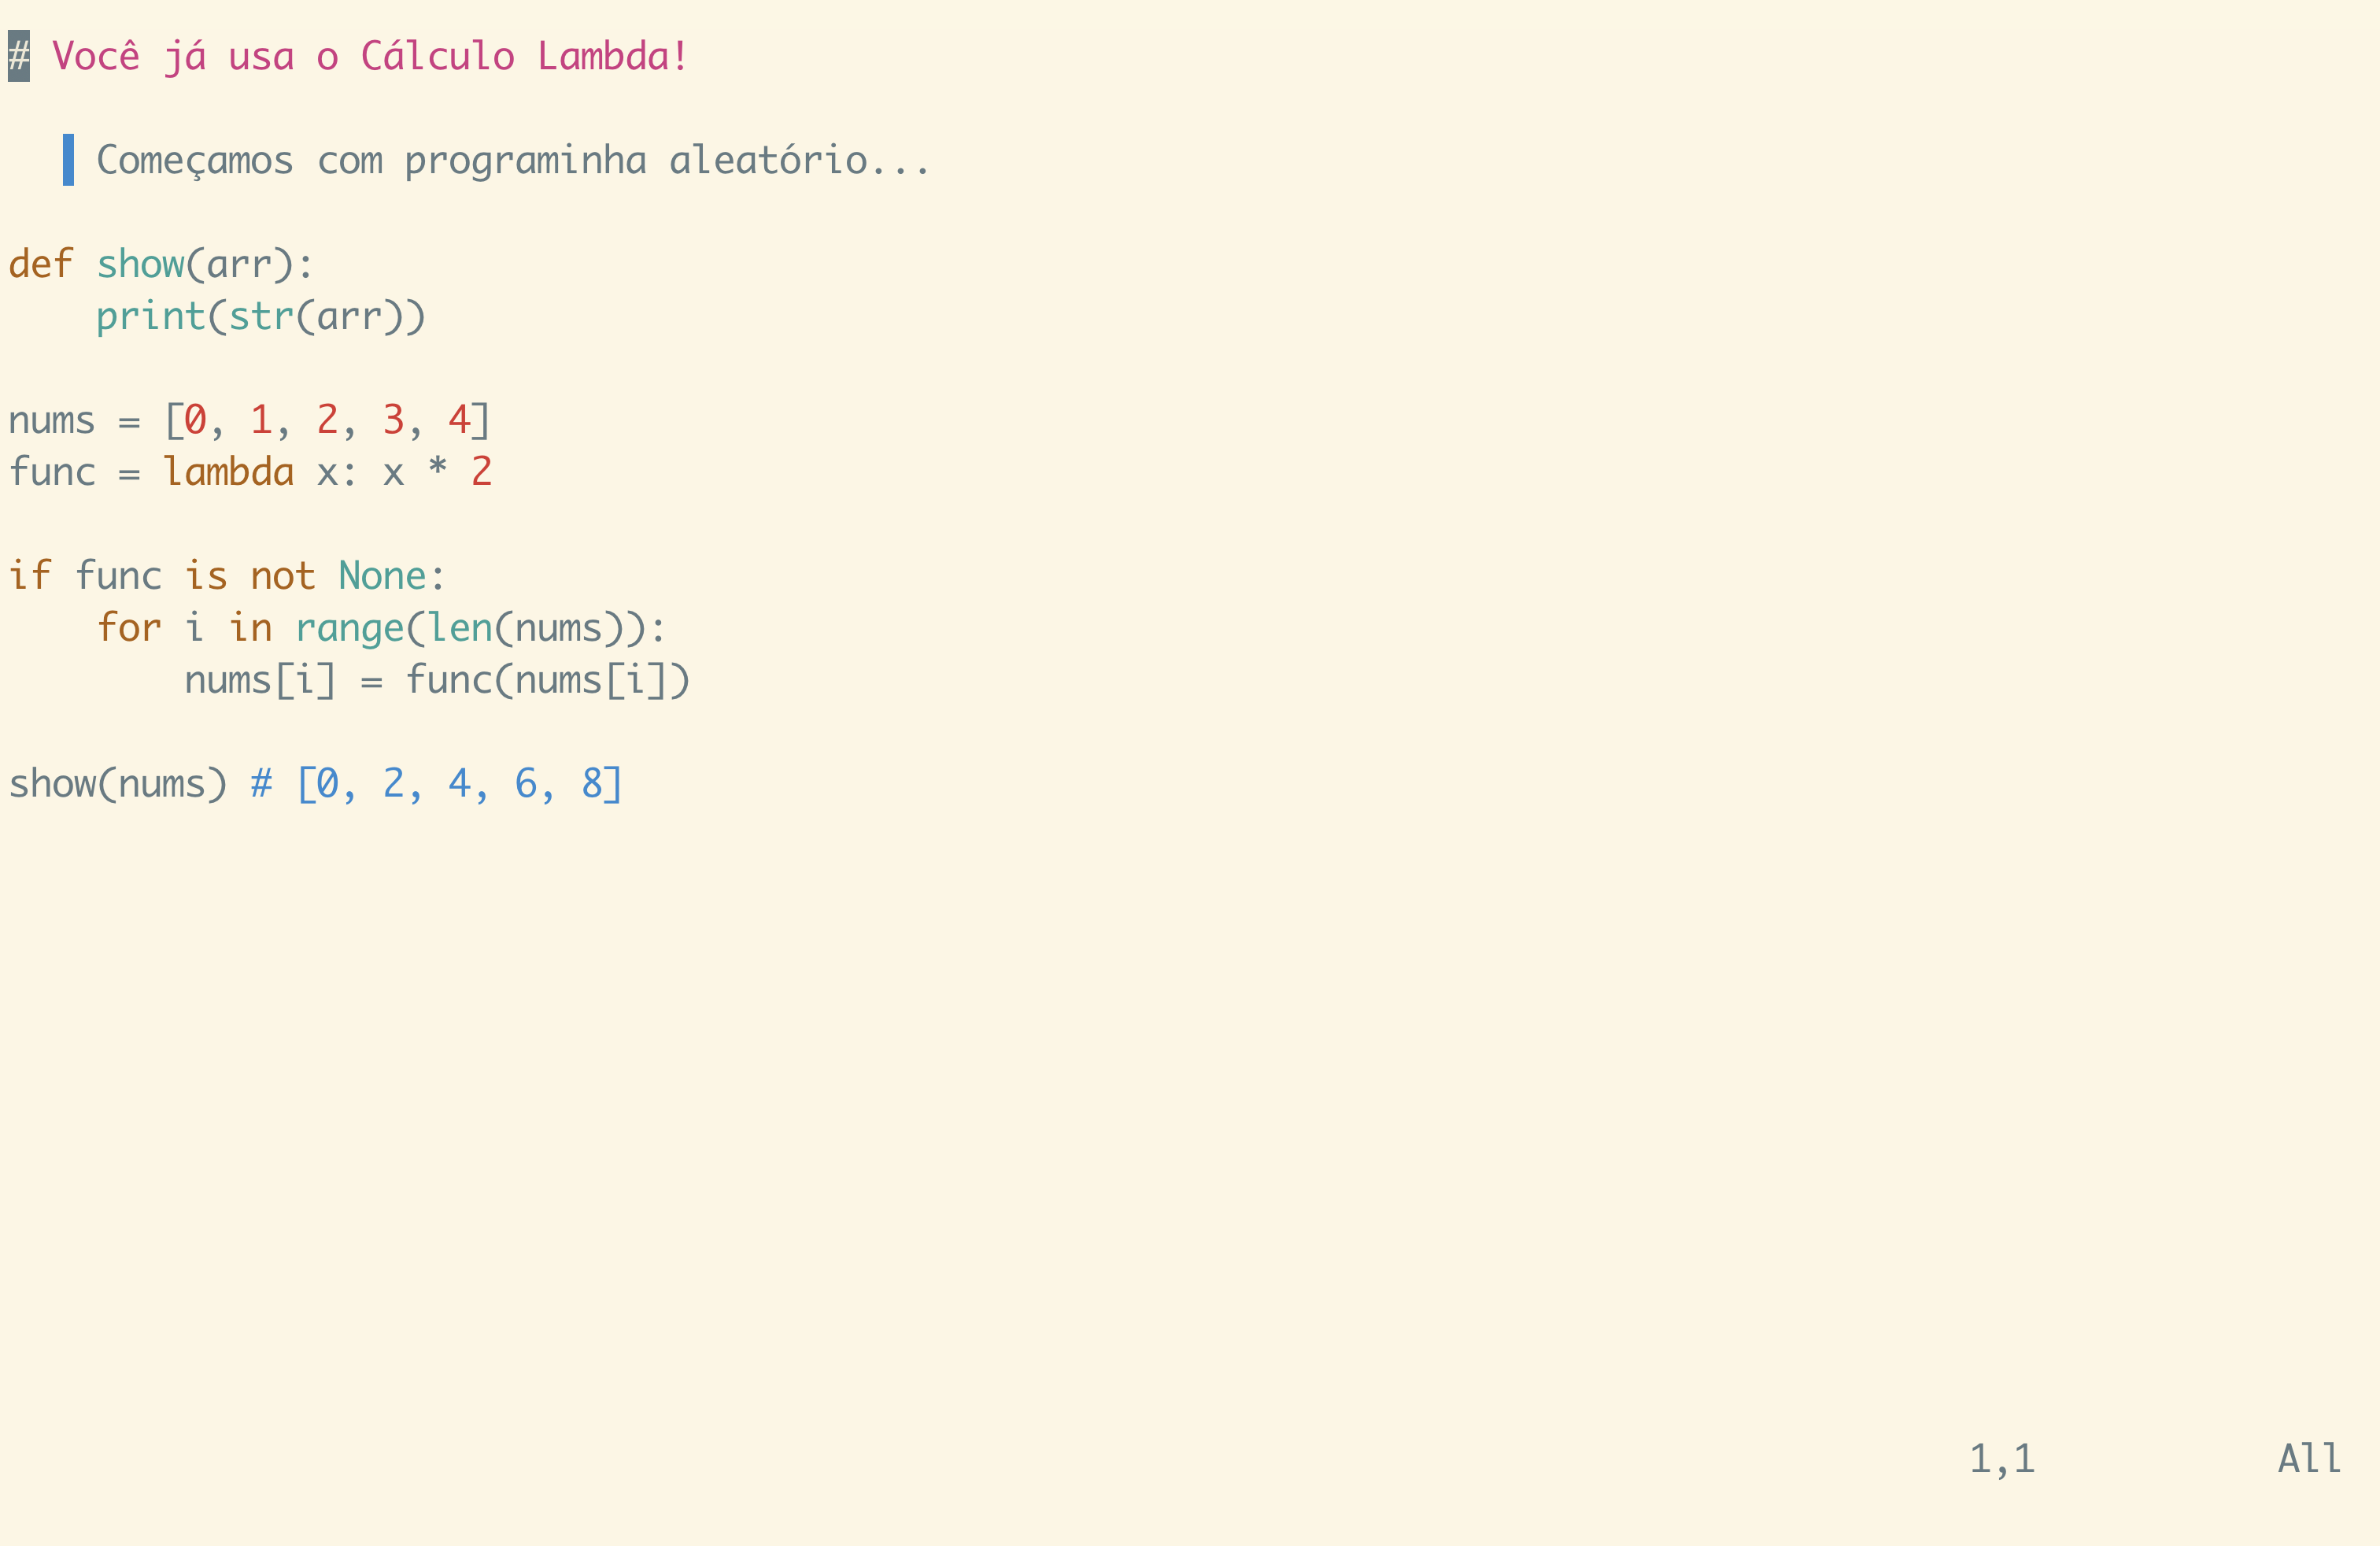 # Você já usa o Cálculo Lambda!
Começamos com programinha aleatório...
def show(arr):
    print(str(arr))
nums = [0, 1, 2, 3, 4]
func = lambda x: x * 2
if func is not None:
    for i in range(len(nums)):
        nums[i] = func(nums[i])
show(nums) # [0, 2, 4, 6, 8]
1,1 All